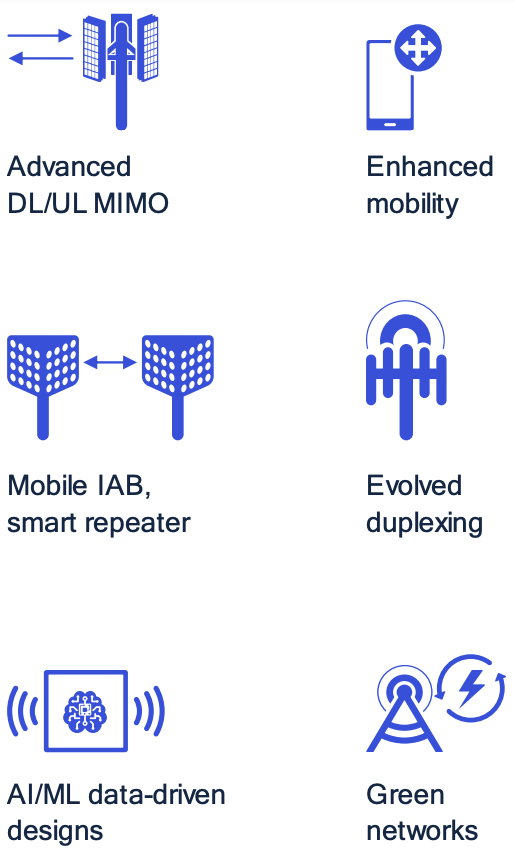 Advanced
DL/UL MIMO
Enhanced
mobility
Mobile IAB,
smart repeater
Evolved
duplexing
AI/ML data-driven
designs
Green
networks